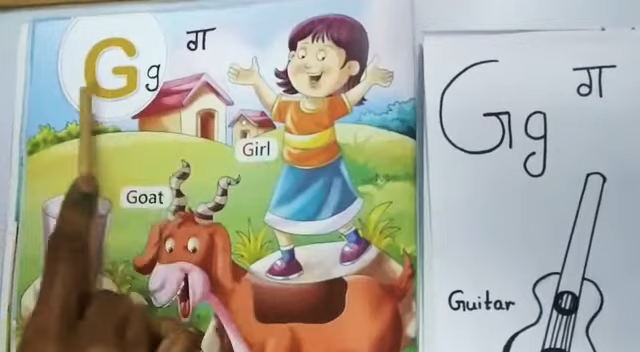 G g ग
Girl
Goat
G g ग
Guitar